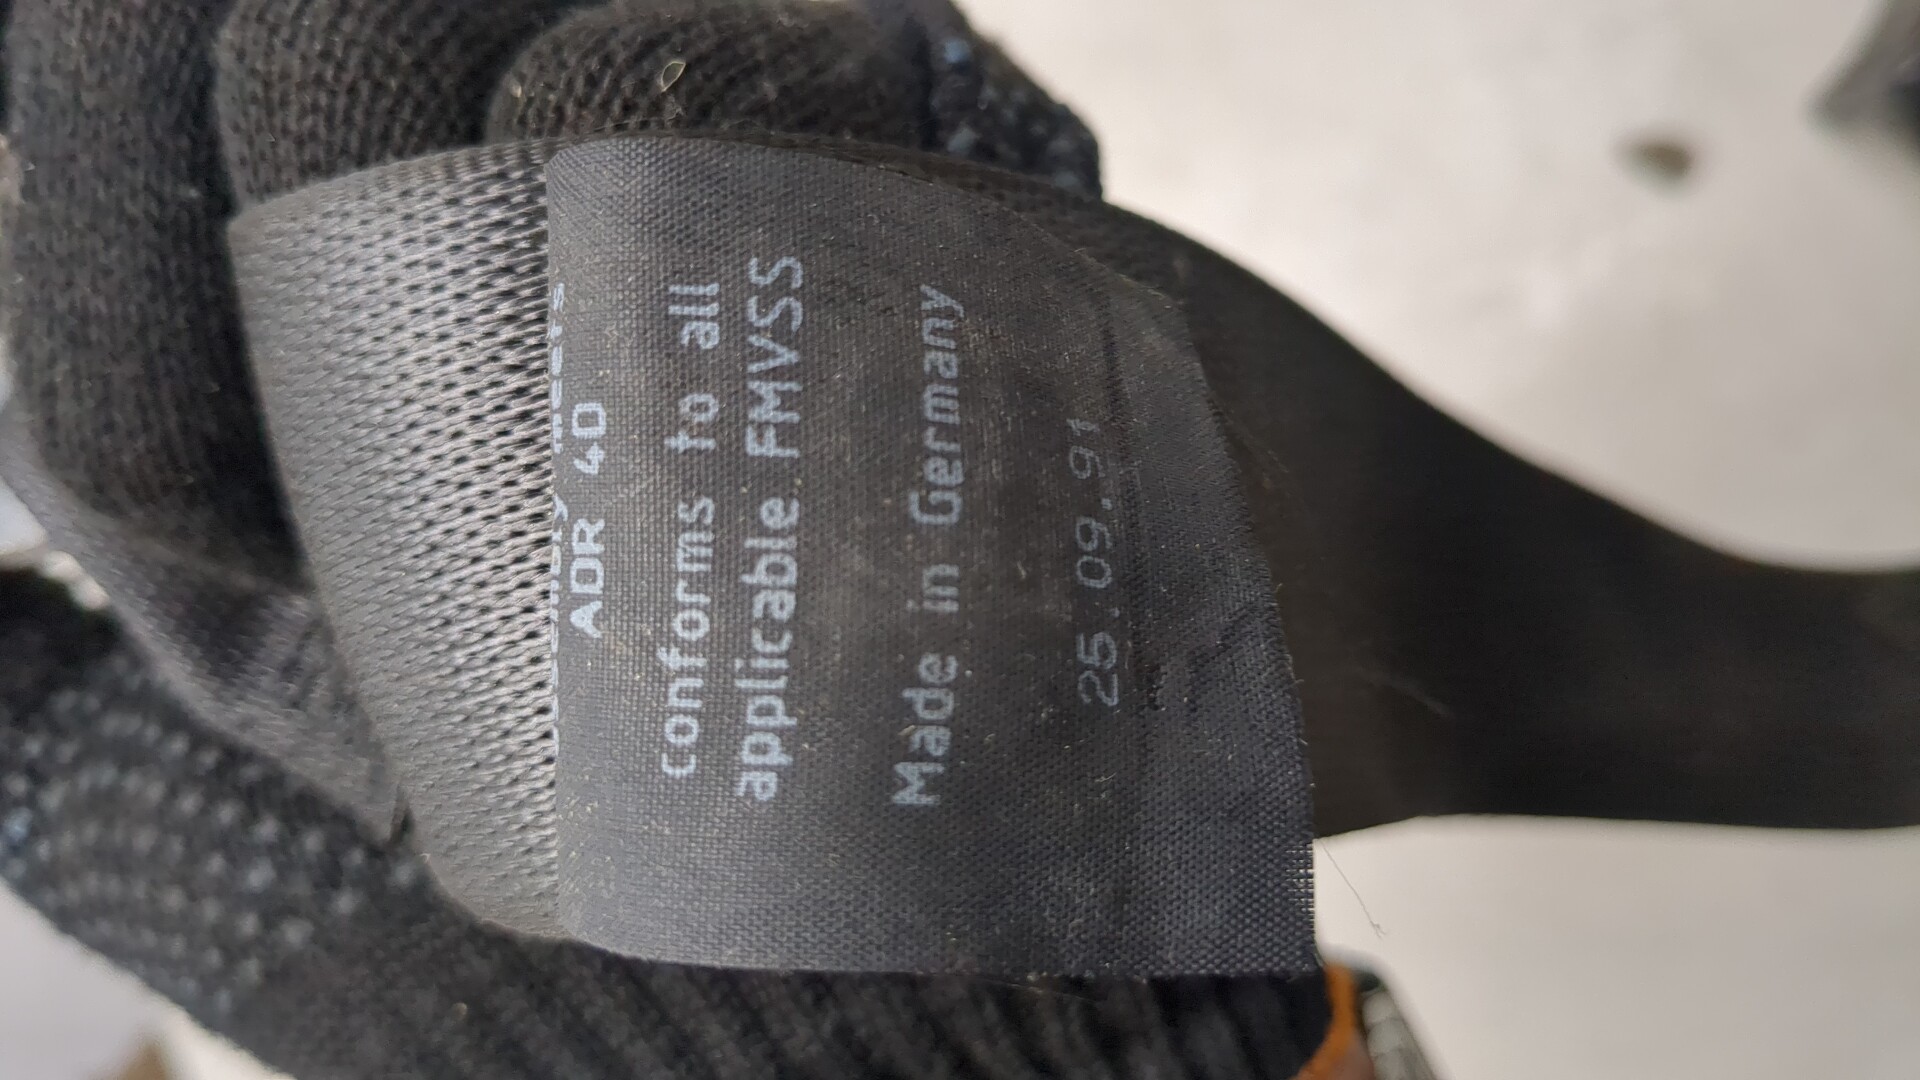 ADR 4D
conforms to all
applicable FMVSS
Made in Germany
25.09.91